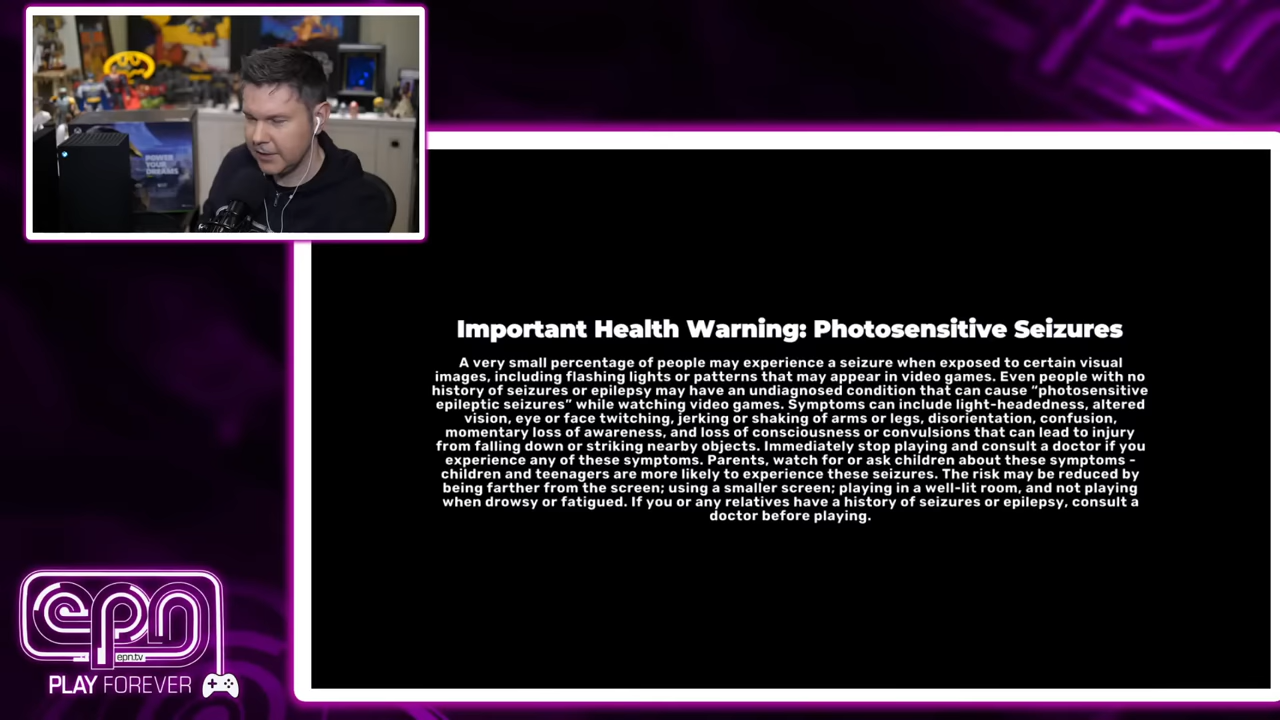 POWER
YOUR
DREAMS
Important Health Warning: Photosensitive Seizures
A very small percentage of people may experience a seizure when exposed to certain visual
images, including flashing lights or patterns that may appear in video games. Even people with no
history of seizures or epilepsy may have an undiagnosed condition that can cause “photosensitive
epileptic seizures” while watching video games. Symptoms can include light-headedness, altered
vision, eye or face twitching, jerking or shaking of arms or legs, disorientation, confusion,
momentary loss of awareness, and loss of consciousness or convulsions that can lead to injury
from falling down or striking nearby objects. Immediately stop playing and consult a doctor if you
experience any of these symptoms. Parents, watch for or ask children about these symptoms -
children and teenagers are more likely to experience these seizures. The risk may be reduced by
being farther from the screen; using a smaller screen; playing in a well-lit room, and not playing
when drowsy or fatigued. If you or any relatives have a history of seizures or epilepsy, consult a
doctor before playing.
epn
epn.tv
PLAY FOREVER